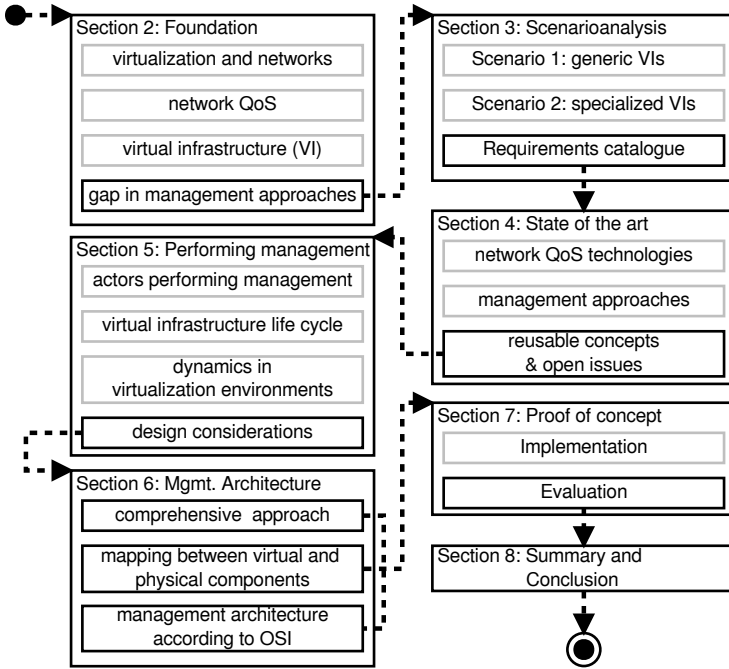 Section 2: Foundation
virtualization and networks
network QoS
virtual infrastructure (VI)
gap in management approaches
Section 3: Scenarioanalysis
Scenario 1: generic VIs
Scenario 2: specialized VIs
Requirements catalogue
Section 4: State of the art
network QoS technologies
management approaches
reusable concepts
& open issues
Section 5: Performing management
actors performing management
virtual infrastructure life cycle
dynamics in
virtualization environments
design considerations
Section 6: Mgmt. Architecture
comprehensive approach
mapping between virtual and
physical components
management architecture
according to OSI
Section 7: Proof of concept
Implementation
Evaluation
Section 8: Summary and
Conclusion